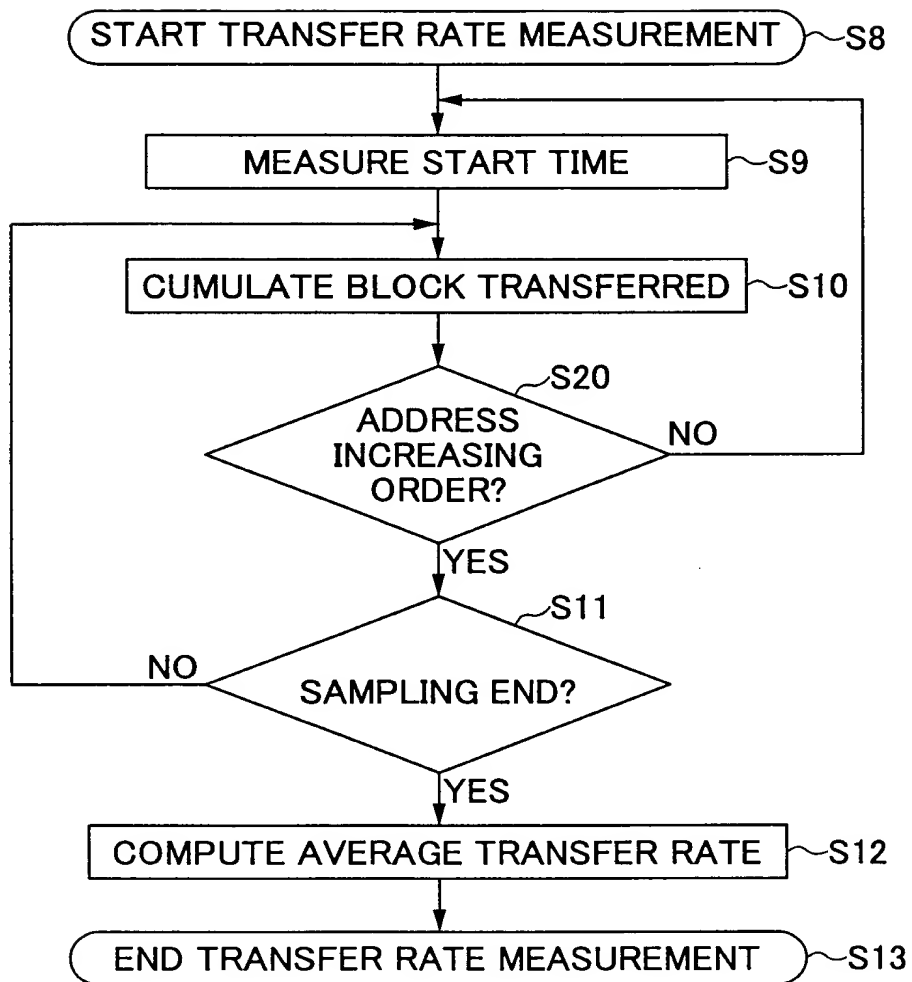 START TRANSFER RATE MEASUREMENT
S8
MEASURE START TIME
S9
CUMULATE BLOCK TRANSFERRED
S10
S20
ADDRESS
INCREASING
ORDER?
NO
YES
S11
NO
SAMPLING END?
YES
COMPUTE AVERAGE TRANSFER RATE
S12
END TRANSFER RATE MEASUREMENT
S13